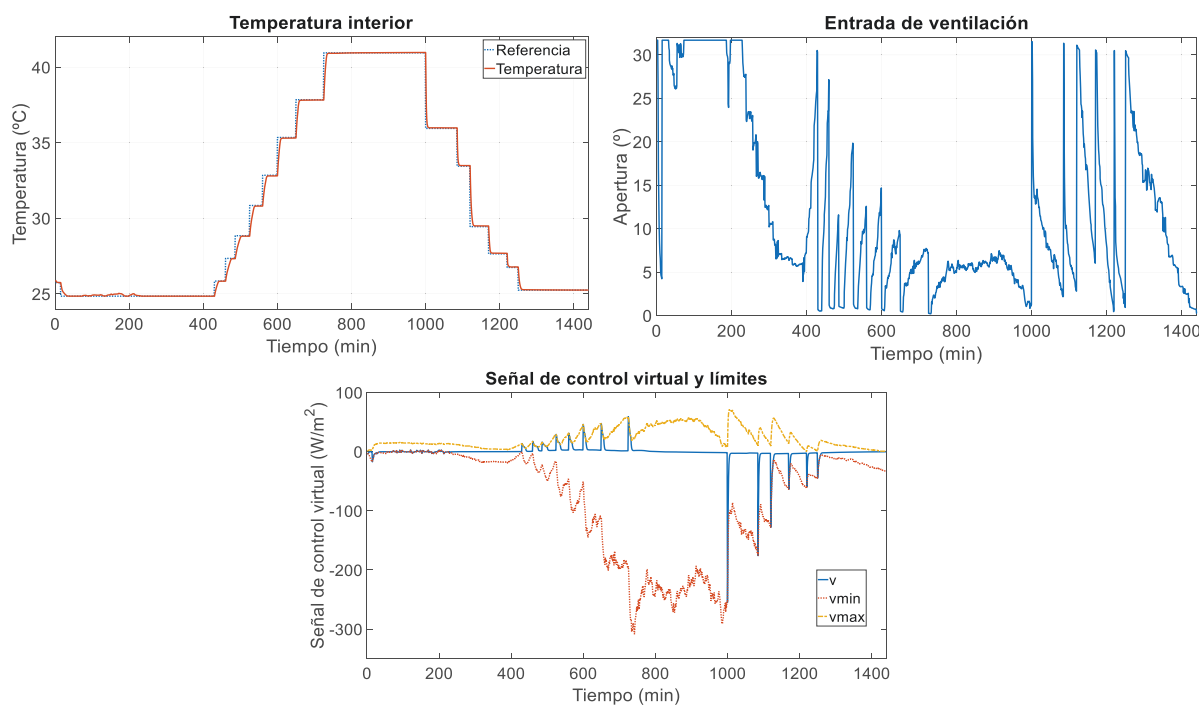 Temperatura interior
Referencia
Temperatura
Temperatura (ºC)
40
35
30
25
0 200 400 600 800 1000 1200 1400
Tiempo (min)
Entrada de ventilación
Apertura (º)
30
25
20
15
10
5
0
0 200 400 600 800 1000 1200 1400
Tiempo (min)
Señal de control virtual y límites
Señal de control virtual (W/m²)
100
0
-100
-200
-300
v
vmin
vmax
0 200 400 600 800 1000 1200 1400
Tiempo (min)